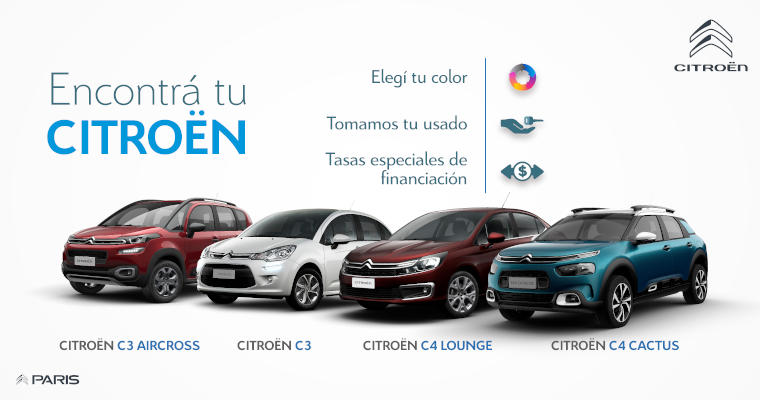 Encontrá tu
CITROËN
Elegí tu color
Tomamos tu usado
Tasas especiales de
financiación
$
CITROËN
CITROËN C3 AIRCROSS
CITROËN C3
CITROËN C4 LOUNGE
CITROËN C4 CACTUS
PARIS